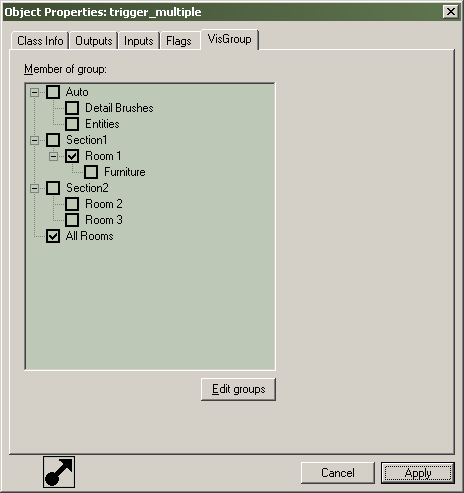 Object Properties: trigger_multiple
Class Info Outputs Inputs Flags VisGroup
Member of group:
Auto
Detail Brushes
Entities
Section1
Room 1
Furniture
Section2
Room 2
Room 3
All Rooms
Edit groups
Cancel Apply